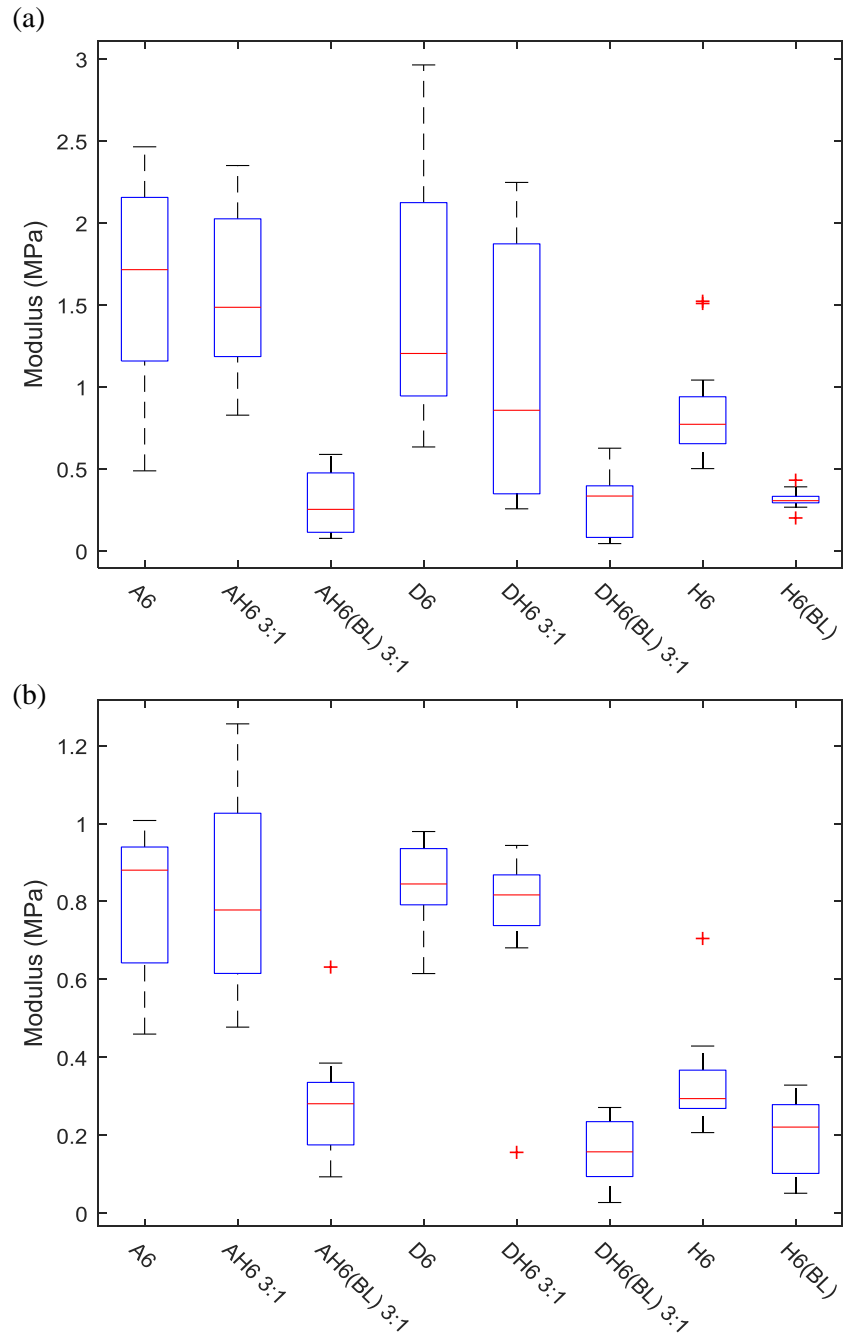 (a)
3
2.5
2
1.5
1
0.5
0
Modulus (MPa)
A6
AH6 3:1
AH6(BL) 3:1
D6
DH6 3:1
DH6(BL) 3:1
H6
H6(BL)
(b)
1.2
1
0.8
0.6
0.4
0.2
0
Modulus (MPa)
A6
AH6 3:1
AH6(BL) 3:1
D6
DH6 3:1
DH6(BL) 3:1
H6
H6(BL)